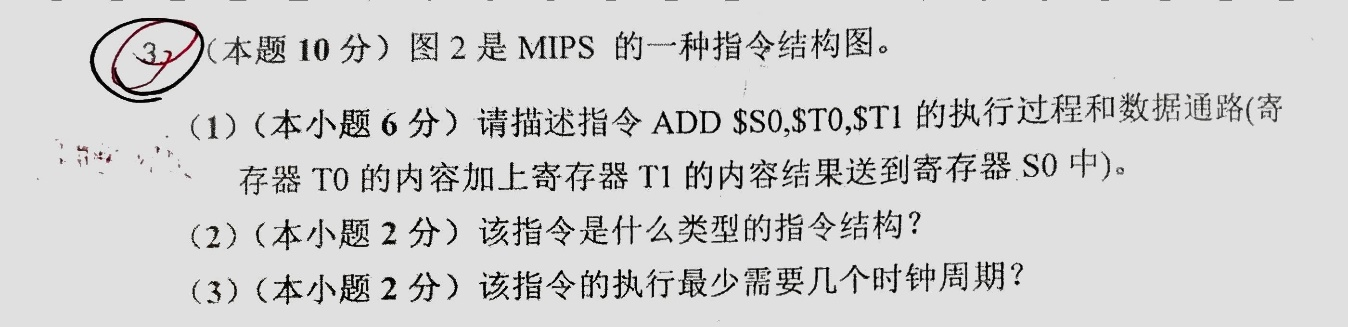 3、（本题 10 分）图 2 是 MIPS 的一种指令结构图。
（1）（本小题 6 分）请描述指令 ADD $S0,$T0,$T1 的执行过程和数据通路(寄
存器 T0 的内容加上寄存器 T1 的内容结果送到寄存器 S0 中)。
（2）（本小题 2 分）该指令是什么类型的指令结构？
（3）（本小题 2 分）该指令的执行最少需要几个时钟周期？